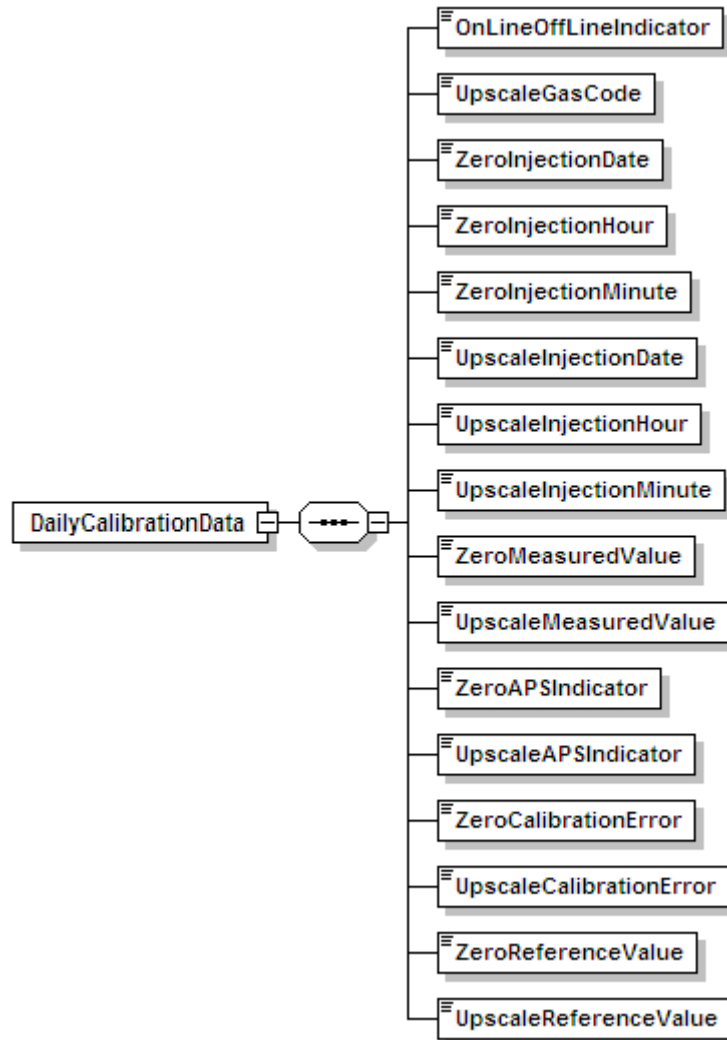 OnLineOffLineIndicator
UpscaleGasCode
ZeroInjectionDate
ZeroInjectionHour
ZeroInjectionMinute
UpscaleInjectionDate
UpscaleInjectionHour
UpscaleInjectionMinute
DailyCalibrationData
ZeroMeasuredValue
UpscaleMeasuredValue
ZeroAPSIndicator
UpscaleAPSIndicator
ZeroCalibrationError
UpscaleCalibrationError
ZeroReferenceValue
UpscaleReferenceValue